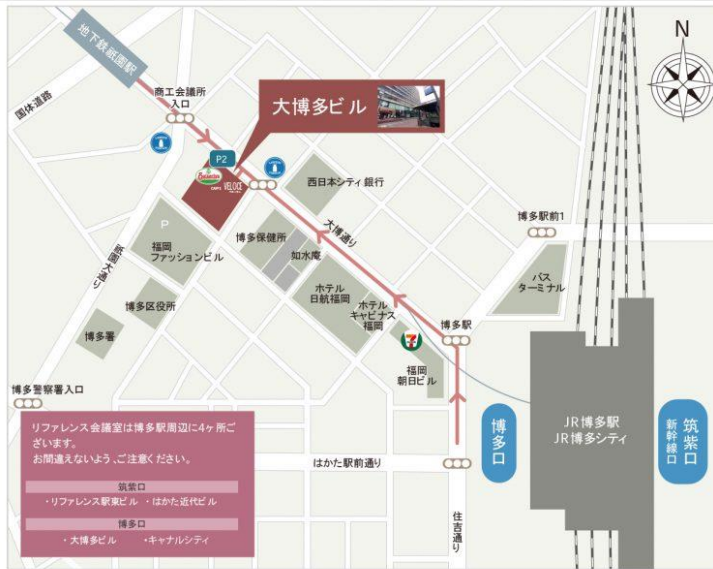 地下鉄祇園駅
国体道路
商工会議所
入口
大博多ビル
N
P2
VELOCE
西日本シティ銀行
博多駅前1
大博通り
P
福岡
ファッションビル
博多保健所
如水庵
祇園大通り
バス
ターミナル
ホテル
日航福岡
ホテル
キャビナス
福岡
博多区役所
博多駅
博多署
7
福岡
朝日ビル
博多警察署入口
JR博多駅
JR博多シティ
博多口
筑紫口
新幹線口
はかた駅前通り
住吉通り
リファレンス会議室は博多駅周辺に4ヶ所ご
ざいます。
お間違えないよう、ご注意ください。
筑紫口
・リファレンス駅東ビル ・はかた近代ビル
博多口
・大博多ビル ・キャナルシティ